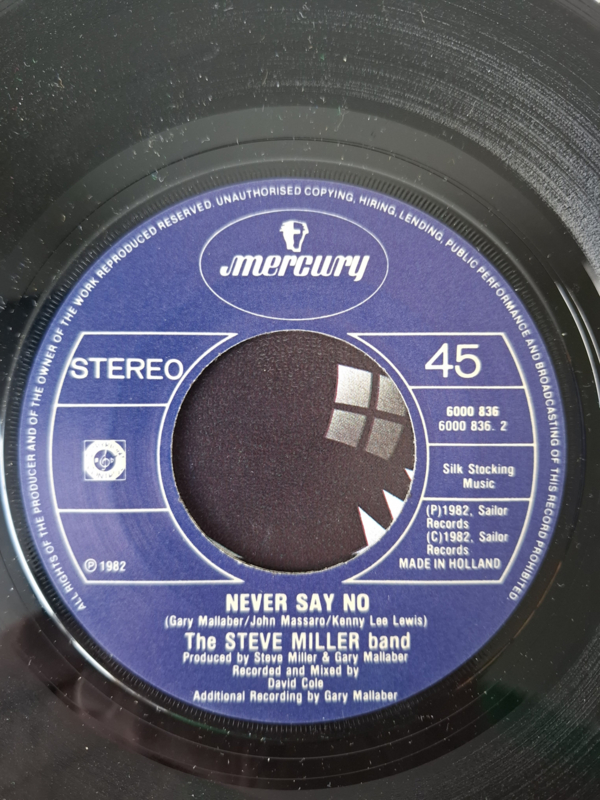 ALL RIGHTS OF THE PRODUCER AND OF THE OWNER OF THE WORK REPRODUCED RESERVED. UNAUTHORISED COPYING, HIRING, LENDING, PUBLIC PERFORMANCE AND BROADCASTING OF THIS RECORD PROHIBITED.
mercury
STEREO
45
6000 836
6000 836. 2
Silk Stocking
Music
(P)1982, Sailor
Records
(C)1982, Sailor
Records
MADE IN HOLLAND
℗ 1982
NEVER SAY NO
(Gary Mallaber/John Massaro/Kenny Lee Lewis)
The STEVE MILLER band
Produced by Steve Miller & Gary Mallaber
Recorded and Mixed by
David Cole
Additional Recording by Gary Mallaber